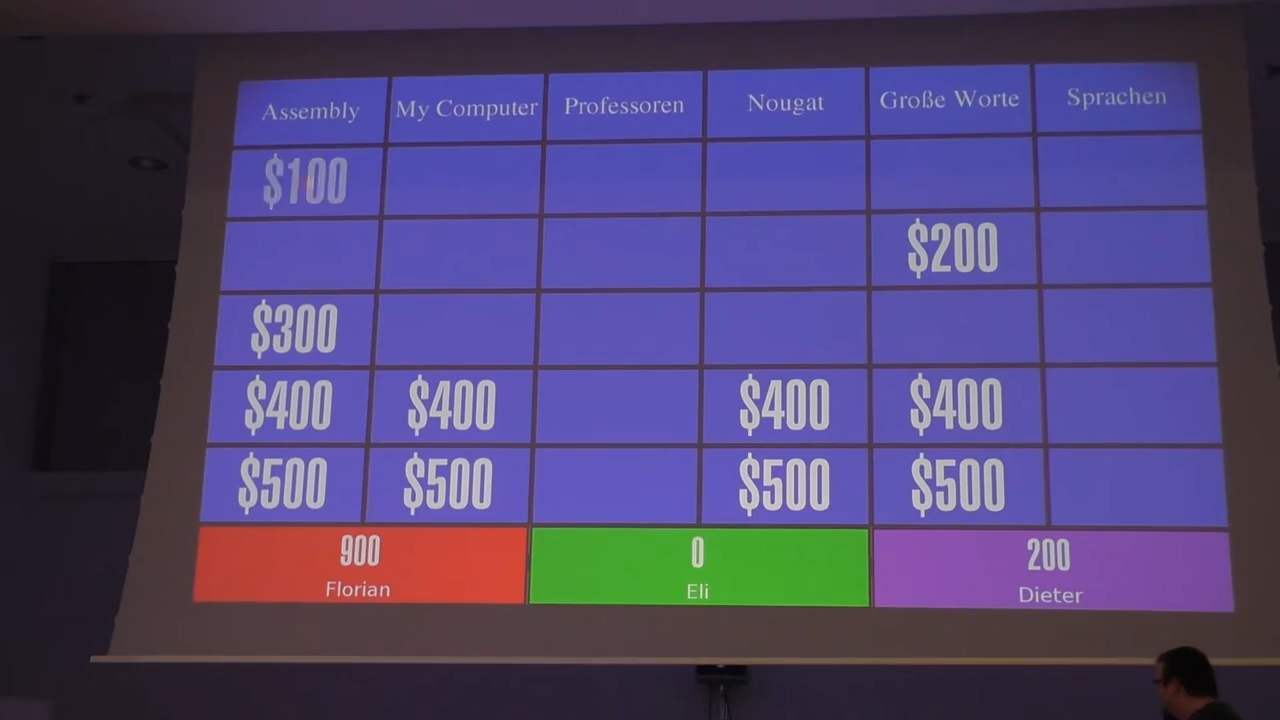 Assembly My Computer Professoren Nougat Große Worte Sprachen
$100
$200
$300
$400 $400 $400 $400
$500 $500 $500 $500
900 0 200
Florian Eli Dieter